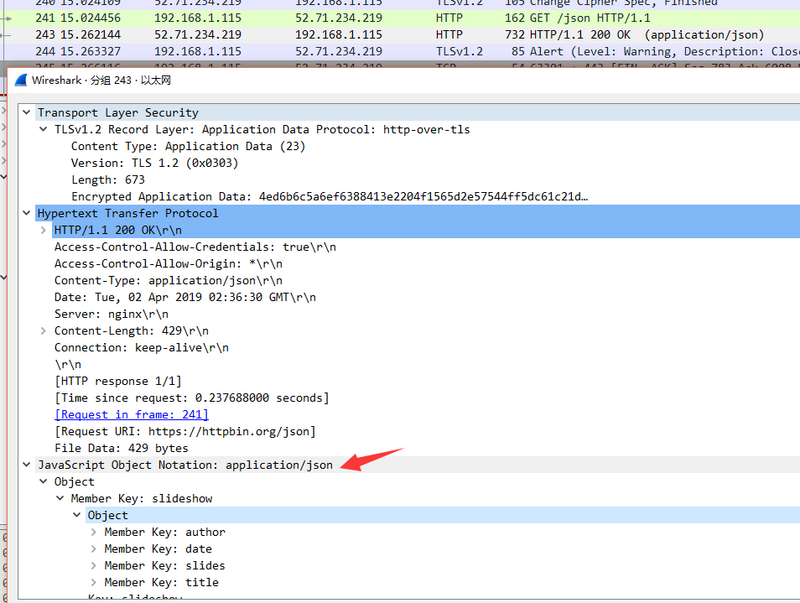 240 15.024109 52.71.234.219 192.168.1.115 TLSv1.2 105 Change Cipher Spec, Finished
241 15.024456 192.168.1.115 52.71.234.219 HTTP 162 GET /json HTTP/1.1
243 15.262144 52.71.234.219 192.168.1.115 HTTP 732 HTTP/1.1 200 OK (application/json)
244 15.263327 52.71.234.219 192.168.1.115 TLSv1.2 85 Alert (Level: Warning, Description: Clos
Wireshark · 分组 243 · 以太网
Transport Layer Security
TLSv1.2 Record Layer: Application Data Protocol: http-over-tls
Content Type: Application Data (23)
Version: TLS 1.2 (0x0303)
Length: 673
Encrypted Application Data: 4ed6b6c5a6ef6388413e2204f1565d2e57544ff5dc61c21d…
Hypertext Transfer Protocol
HTTP/1.1 200 OK\r\n
Access-Control-Allow-Credentials: true\r\n
Access-Control-Allow-Origin: *\r\n
Content-Type: application/json\r\n
Date: Tue, 02 Apr 2019 02:36:30 GMT\r\n
Server: nginx\r\n
Content-Length: 429\r\n
Connection: keep-alive\r\n
\r\n
[HTTP response 1/1]
[Time since request: 0.237688000 seconds]
[Request in frame: 241]
[Request URI: https://httpbin.org/json]
File Data: 429 bytes
JavaScript Object Notation: application/json
Object
Member Key: slideshow
Object
Member Key: author
Member Key: date
Member Key: slides
Member Key: title
Key: slideshow